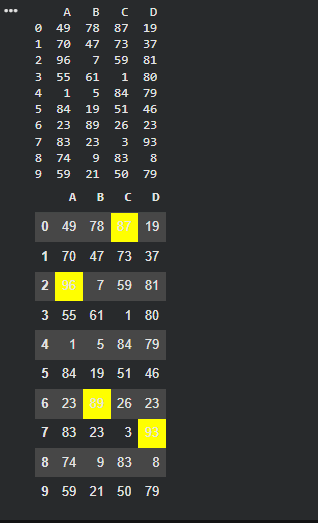 A B C D
0 49 78 87 19
1 70 47 73 37
2 96 7 59 81
3 55 61 1 80
4 1 5 84 79
5 84 19 51 46
6 23 89 26 23
7 83 23 3 93
8 74 9 83 8
9 59 21 50 79
A B C D
0 49 78 87 19
1 70 47 73 37
2 96 7 59 81
3 55 61 1 80
4 1 5 84 79
5 84 19 51 46
6 23 89 26 23
7 83 23 3 93
8 74 9 83 8
9 59 21 50 79